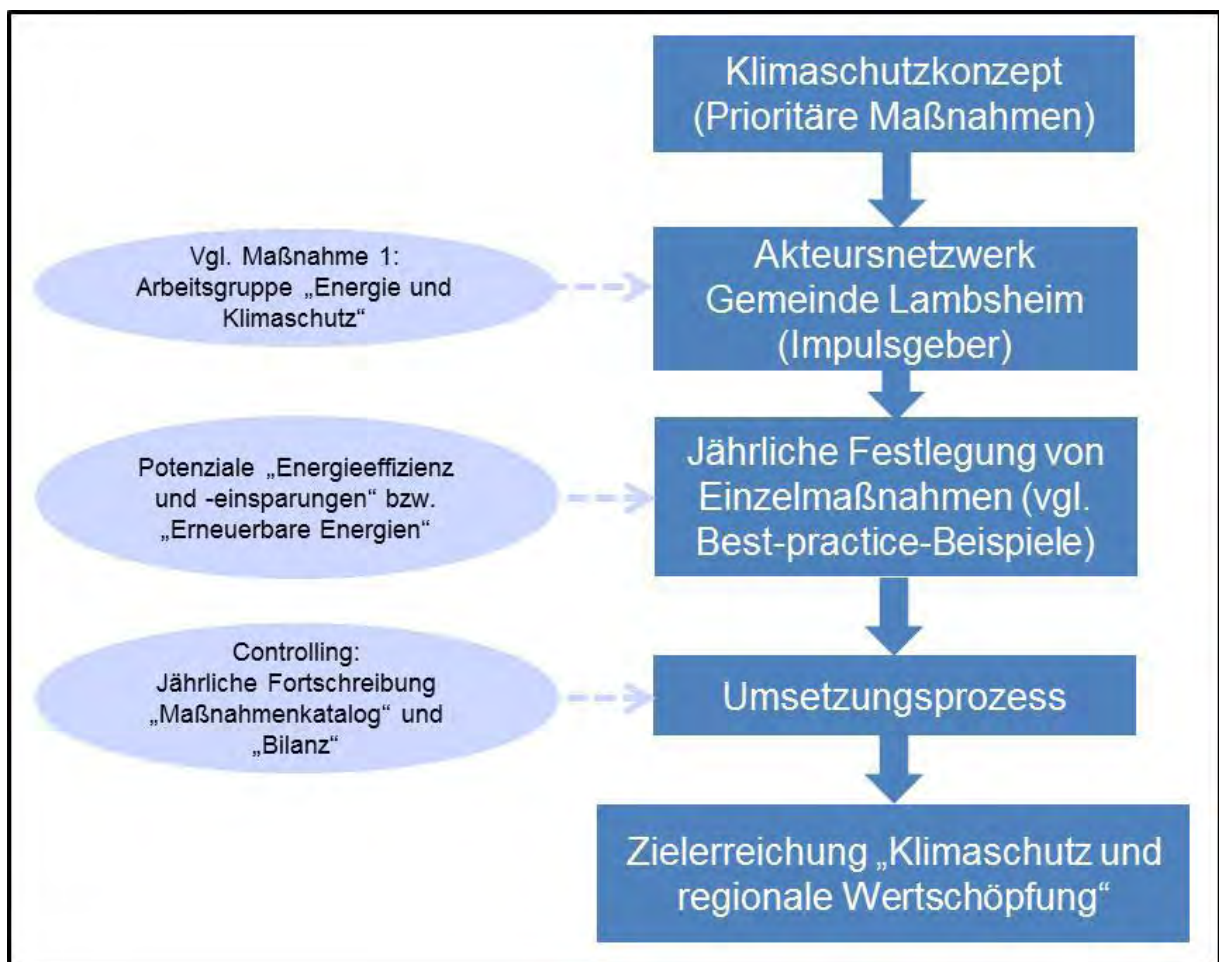 Klimaschutzkonzept
(Prioritäre Maßnahmen)
Vgl. Maßnahme 1:
Arbeitsgruppe „Energie und
Klimaschutz“
Akteursnetzwerk
Gemeinde Lambsheim
(Impulsgeber)
Potenziale „Energieeffizienz
und -einsparungen“ bzw.
„Erneuerbare Energien“
Jährliche Festlegung von
Einzelmaßnahmen (vgl.
Best-practice-Beispiele)
Controlling:
Jährliche Fortschreibung
„Maßnahmenkatalog“ und
„Bilanz“
Umsetzungsprozess
Zielerreichung „Klimaschutz und
regionale Wertschöpfung“